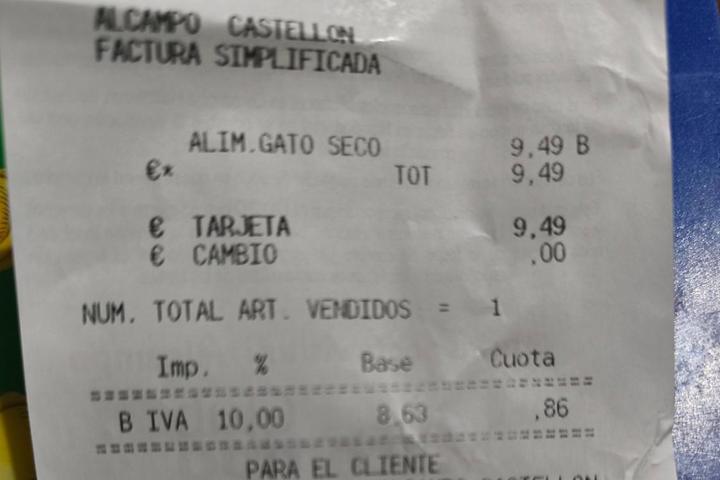 ALCAMPO CASTELLON
FACTURA SIMPLIFICADA
ALIM.GATO SECO 9,49 B
€* TOT 9,49
€ TARJETA 9,49
€ CAMBIO ,00
NUM. TOTAL ART. VENDIDOS = 1
Imp. % Base Cuota
B IVA 10,00 8,63 ,86
PARA EL CLIENTE
CASTELLON